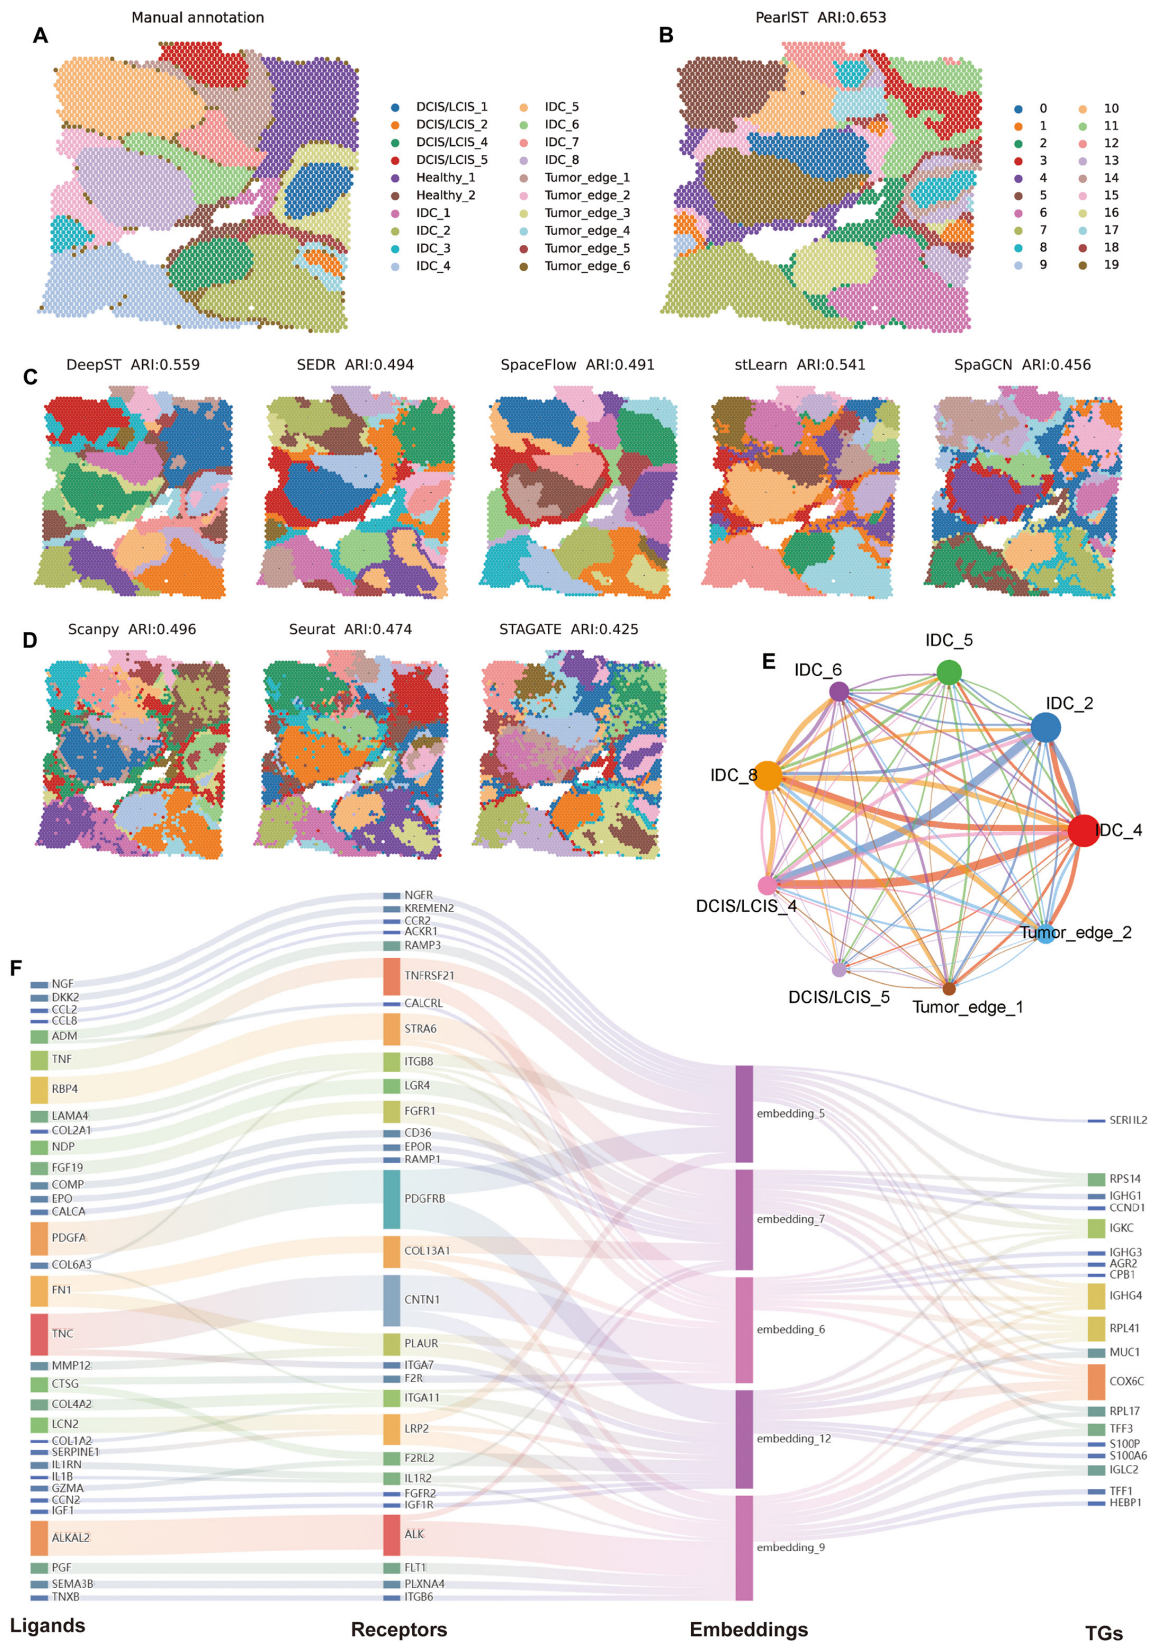 A
Manual annotation
DCIS/LCIS_1
DCIS/LCIS_2
DCIS/LCIS_4
DCIS/LCIS_5
Healthy_1
Healthy_2
IDC_1
IDC_2
IDC_3
IDC_4
IDC_5
IDC_6
IDC_7
IDC_8
Tumor_edge_1
Tumor_edge_2
Tumor_edge_3
Tumor_edge_4
Tumor_edge_5
Tumor_edge_6
B
PearlST ARI:0.653
0
1
2
3
4
5
6
7
8
9
10
11
12
13
14
15
16
17
18
19
C
DeepST ARI:0.559
SEDR ARI:0.494
SpaceFlow ARI:0.491
stLearn ARI:0.541
SpaGCN ARI:0.456
D
Scanpy ARI:0.496
Seurat ARI:0.474
STAGATE ARI:0.425
E
IDC_5
IDC_6
IDC_2
IDC_8
IDC_4
DCIS/LCIS_4
Tumor_edge_2
DCIS/LCIS_5
Tumor_edge_1
F
NGF
DKK2
CCL2
CCL8
ADM
TNF
RBP4
LAMA4
COL2A1
NDP
FGF19
COMP
EPO
CALCA
PDGFA
COL6A3
FN1
TNC
MMP12
CTSG
COL4A2
LCN2
COL1A2
SERPINE1
IL1RN
IL1B
GZMA
CCN2
IGF1
ALKAL2
PGF
SEMA3B
TNXB
NGFR
KREMEN2
CCR2
ACKR1
RAMP3
TNFRSF21
CALCRL
STRA6
ITGB8
LGR4
FGFR1
CD36
EPOR
RAMP1
PDGFRB
COL13A1
CNTN1
PLAUR
ITGA7
F2R
ITGA11
LRP2
F2RL2
IL1R2
FGFR2
IGF1R
ALK
FLT1
PLXNA4
ITGB6
embedding_5
embedding_7
embedding_6
embedding_12
embedding_9
SERHL2
RPS14
IGHG1
CCND1
IGKC
IGHG3
AGR2
CPB1
IGHG4
RPL41
MUC1
COX6C
RPL17
TFF3
S100P
S100A6
IGLC2
TFF1
HEBP1
Ligands
Receptors
Embeddings
TGs